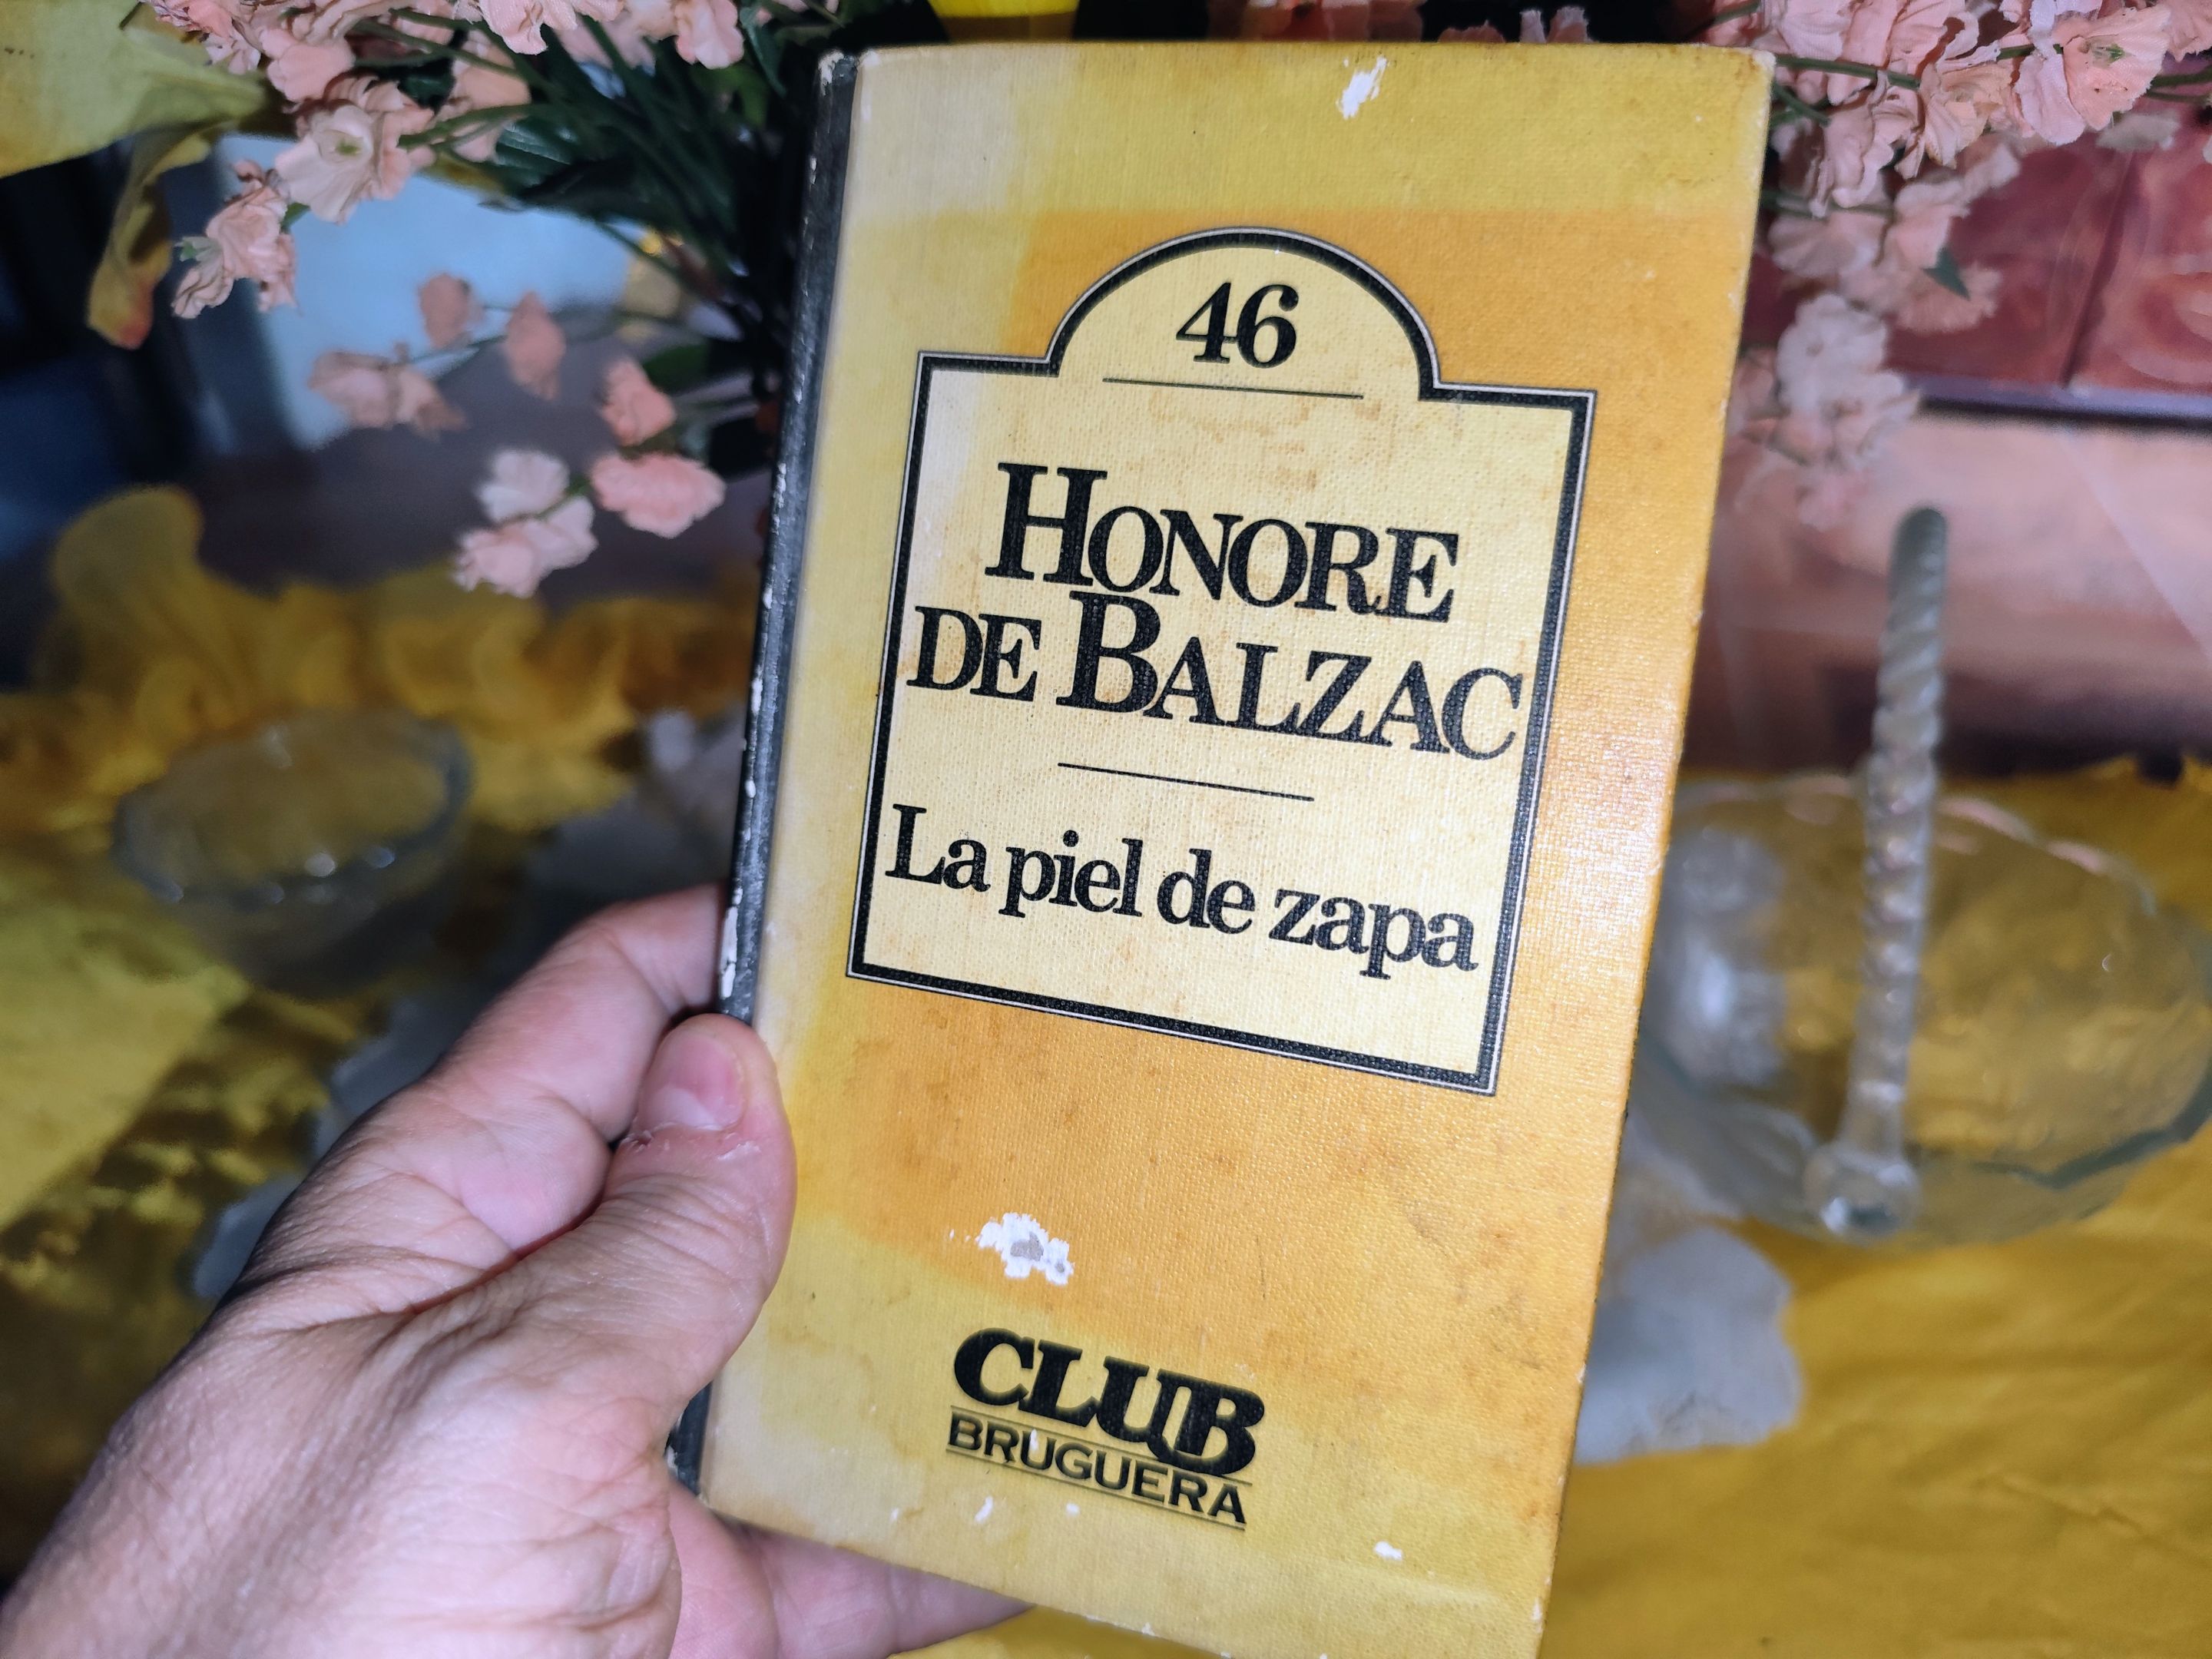 46
HONORE
DE BALZAC
La piel de zapa
CLUB
BRUGUERA